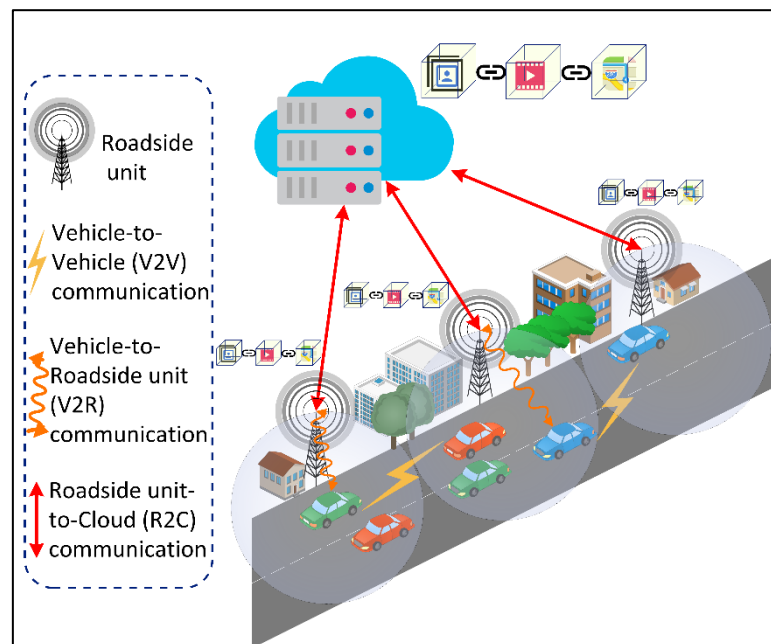 Roadside
unit
Vehicle-to-
Vehicle (V2V)
communication
Vehicle-to-
Roadside unit
(V2R)
communication
Roadside unit-
to-Cloud (R2C)
communication